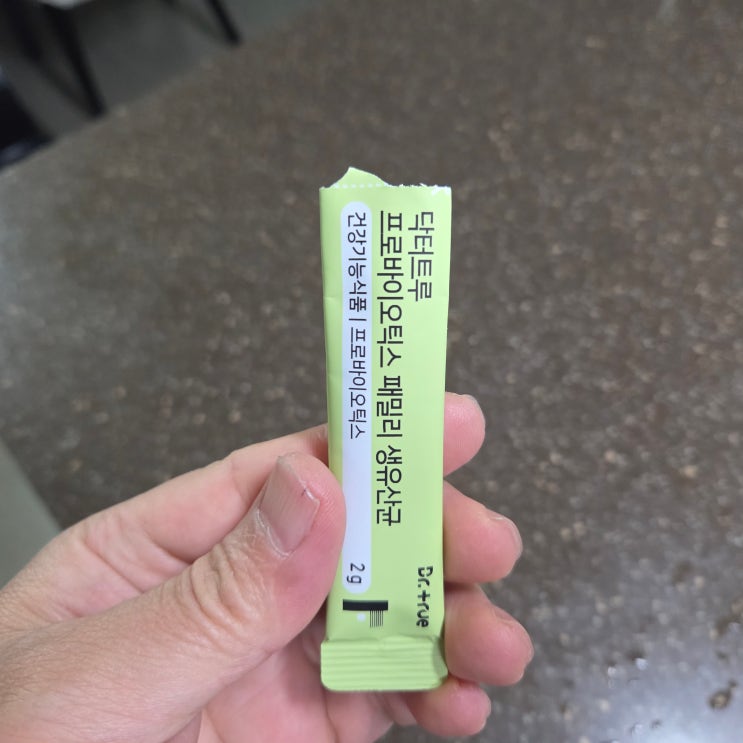 닥터트루
프로바이오틱스 패밀리 생유산균
건강기능식품 | 프로바이오틱스
2g
Dr.true